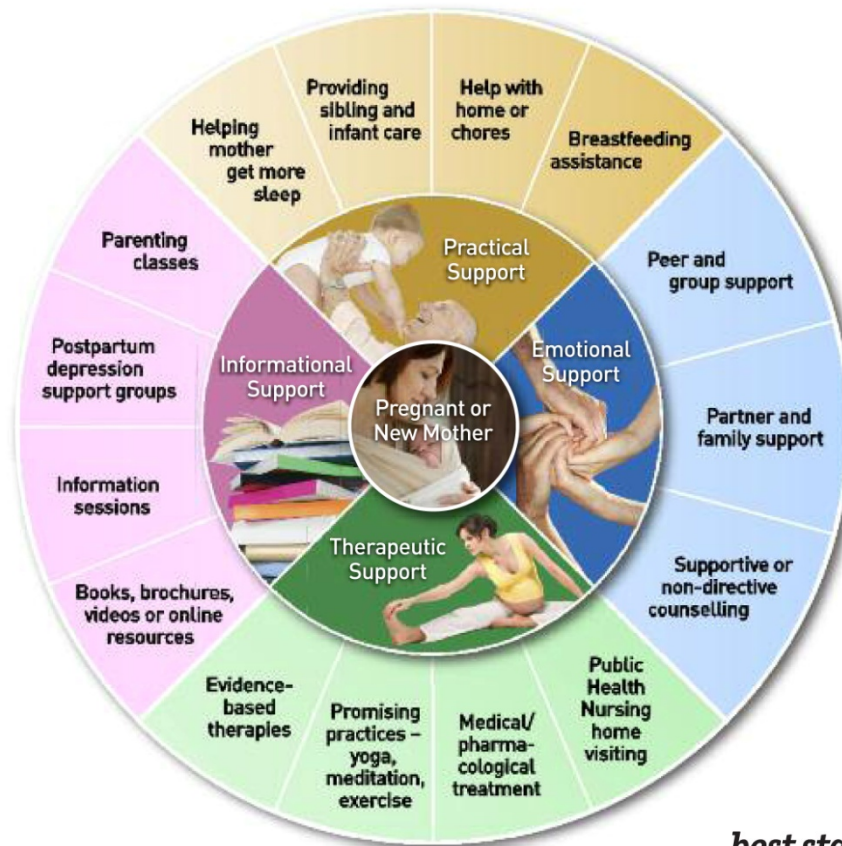 Helping
mother
get more
sleep
Providing
sibling and
infant care
Help with
home or
chores
Breastfeeding
assistance
Peer and
group support
Partner and
family support
Supportive or
non-directive
counselling
Public
Health
Nursing
home
visiting
Medical/
pharma-
cological
treatment
Promising
practices –
yoga,
meditation,
exercise
Evidence-
based
therapies
Books, brochures,
videos or online
resources
Information
sessions
Postpartum
depression
support groups
Parenting
classes
Practical
Support
Emotional
Support
Therapeutic
Support
Informational
Support
Pregnant or
New Mother
best